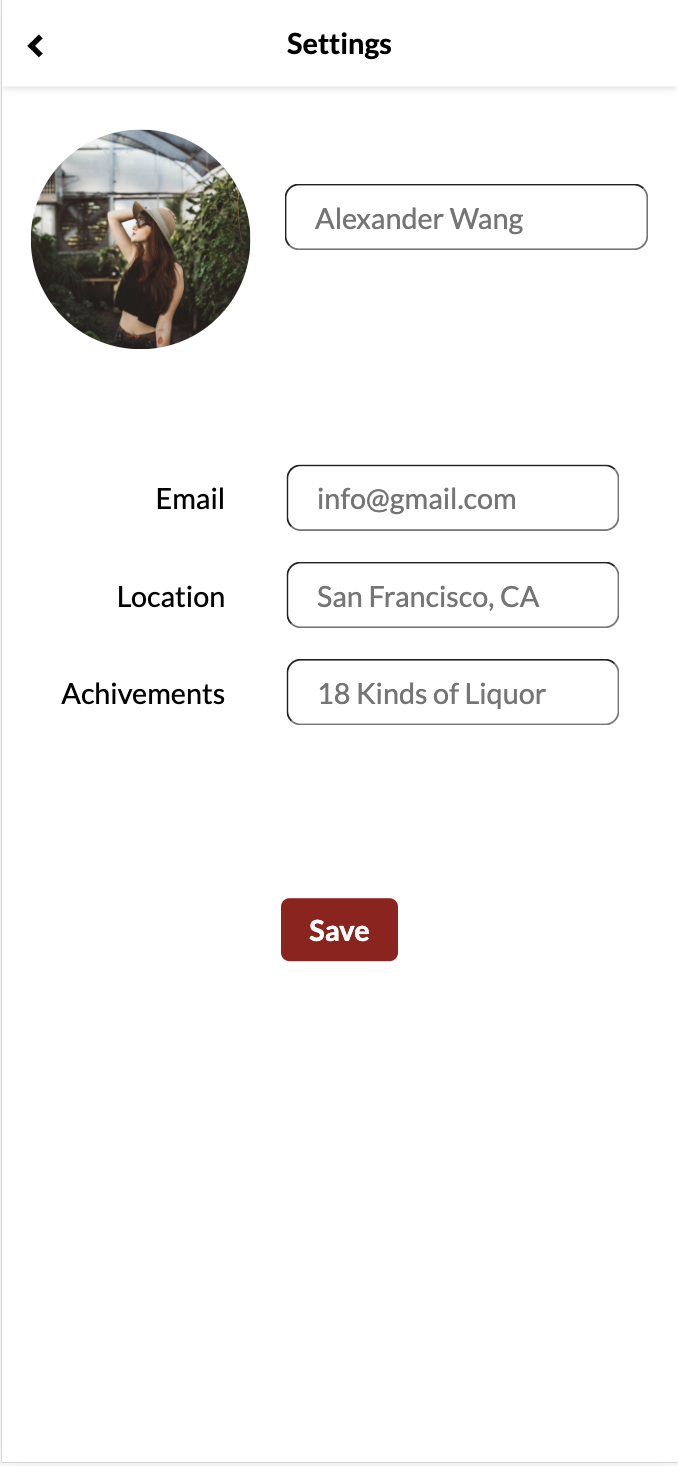 Settings
Alexander Wang
Email info@gmail.com
Location San Francisco, CA
Achivements 18 Kinds of Liquor
Save